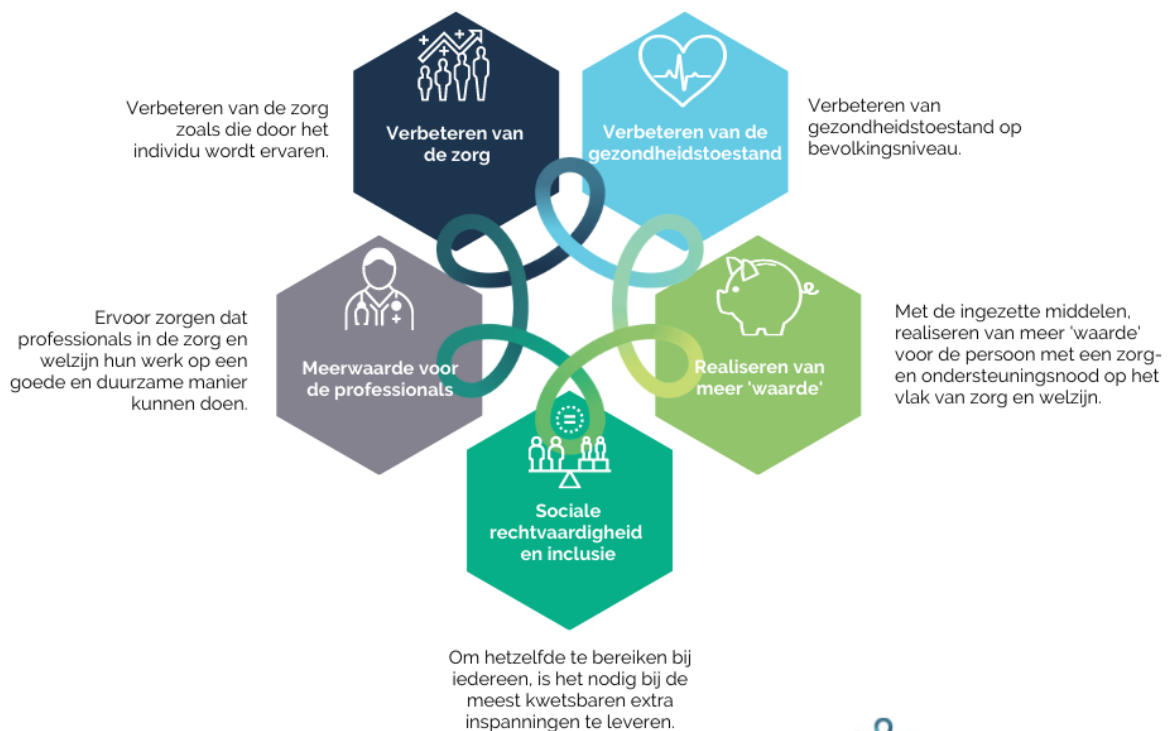 Verbeteren van de zorg
zoals die door het
individu wordt ervaren.
Verbeteren van
de zorg
Verbeteren van de
gezondheidstoestand
Verbeteren van
gezondheidstoestand op
bevolkingsniveau.
Ervoor zorgen dat
professionals in de zorg en
welzijn hun werk op een
goede en duurzame manier
kunnen doen.
Meerwaarde voor
de professionals
Realiseren van
meer 'waarde'
Met de ingezette middelen,
realiseren van meer 'waarde'
voor de persoon met een zorg-
en ondersteuningsnood op het
vlak van zorg en welzijn.
Sociale
rechtvaardigheid
en inclusie
Om hetzelfde te bereiken bij
iedereen, is het nodig bij de
meest kwetsbaren extra
inspanningen te leveren.